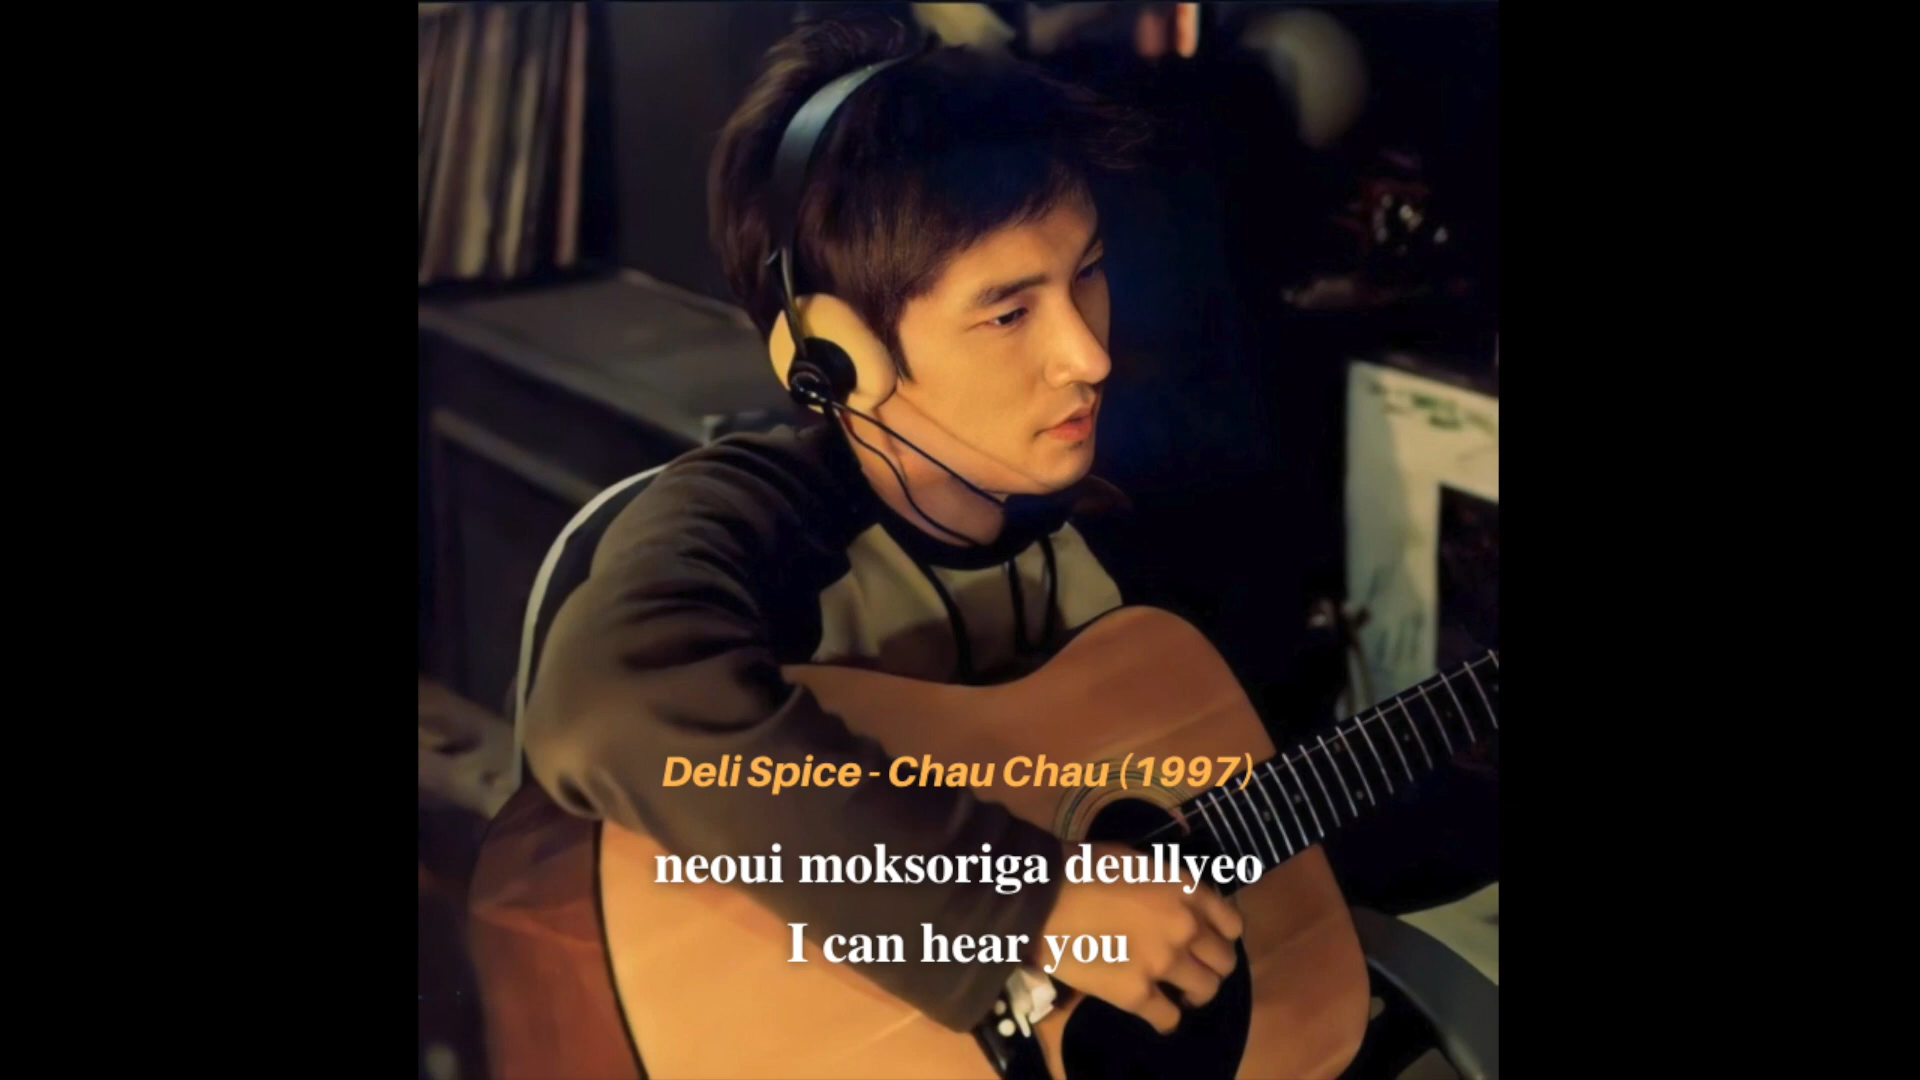 Deli Spice - Chau Chau (1997)
neoui moksoriga deullyeo
I can hear you